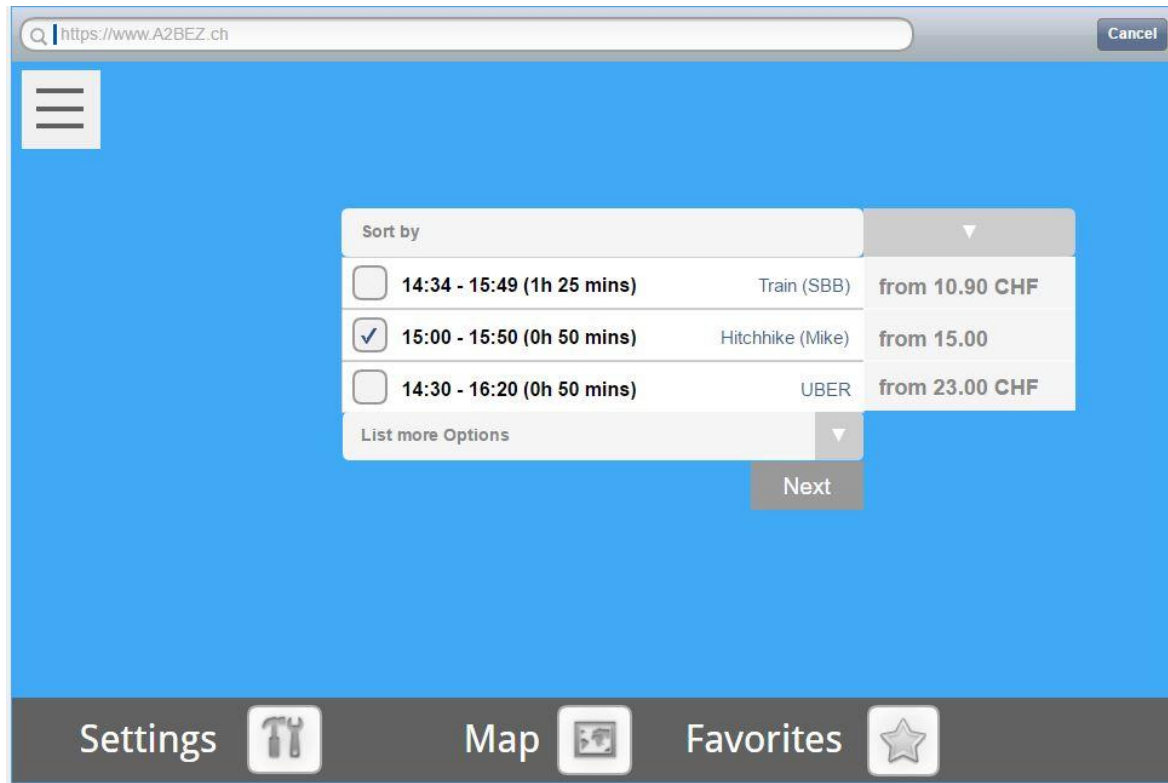 https://www.A2BEZ.ch
Cancel
Sort by
14:34 - 15:49 (1h 25 mins) Train (SBB) from 10.90 CHF
15:00 - 15:50 (0h 50 mins) Hitchhike (Mike) from 15.00
14:30 - 16:20 (0h 50 mins) UBER from 23.00 CHF
List more Options
Next
Settings Map Favorites